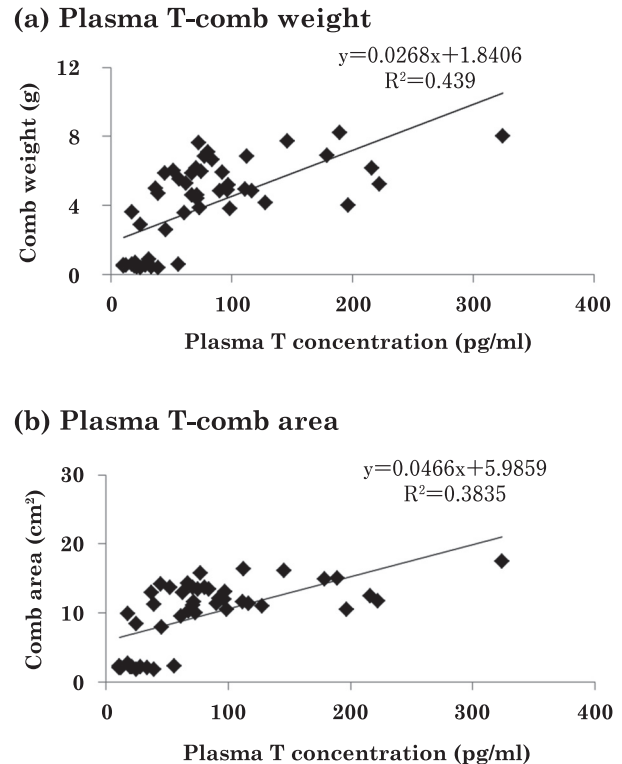 (a) Plasma T-comb weight
y=0.0268x+1.8406
R²=0.439
12
8
4
0
Comb weight (g)
0 100 200 300 400
Plasma T concentration (pg/ml)
(b) Plasma T-comb area
y=0.0466x+5.9859
R²=0.3835
30
20
10
0
Comb area (cm²)
0 100 200 300 400
Plasma T concentration (pg/ml)